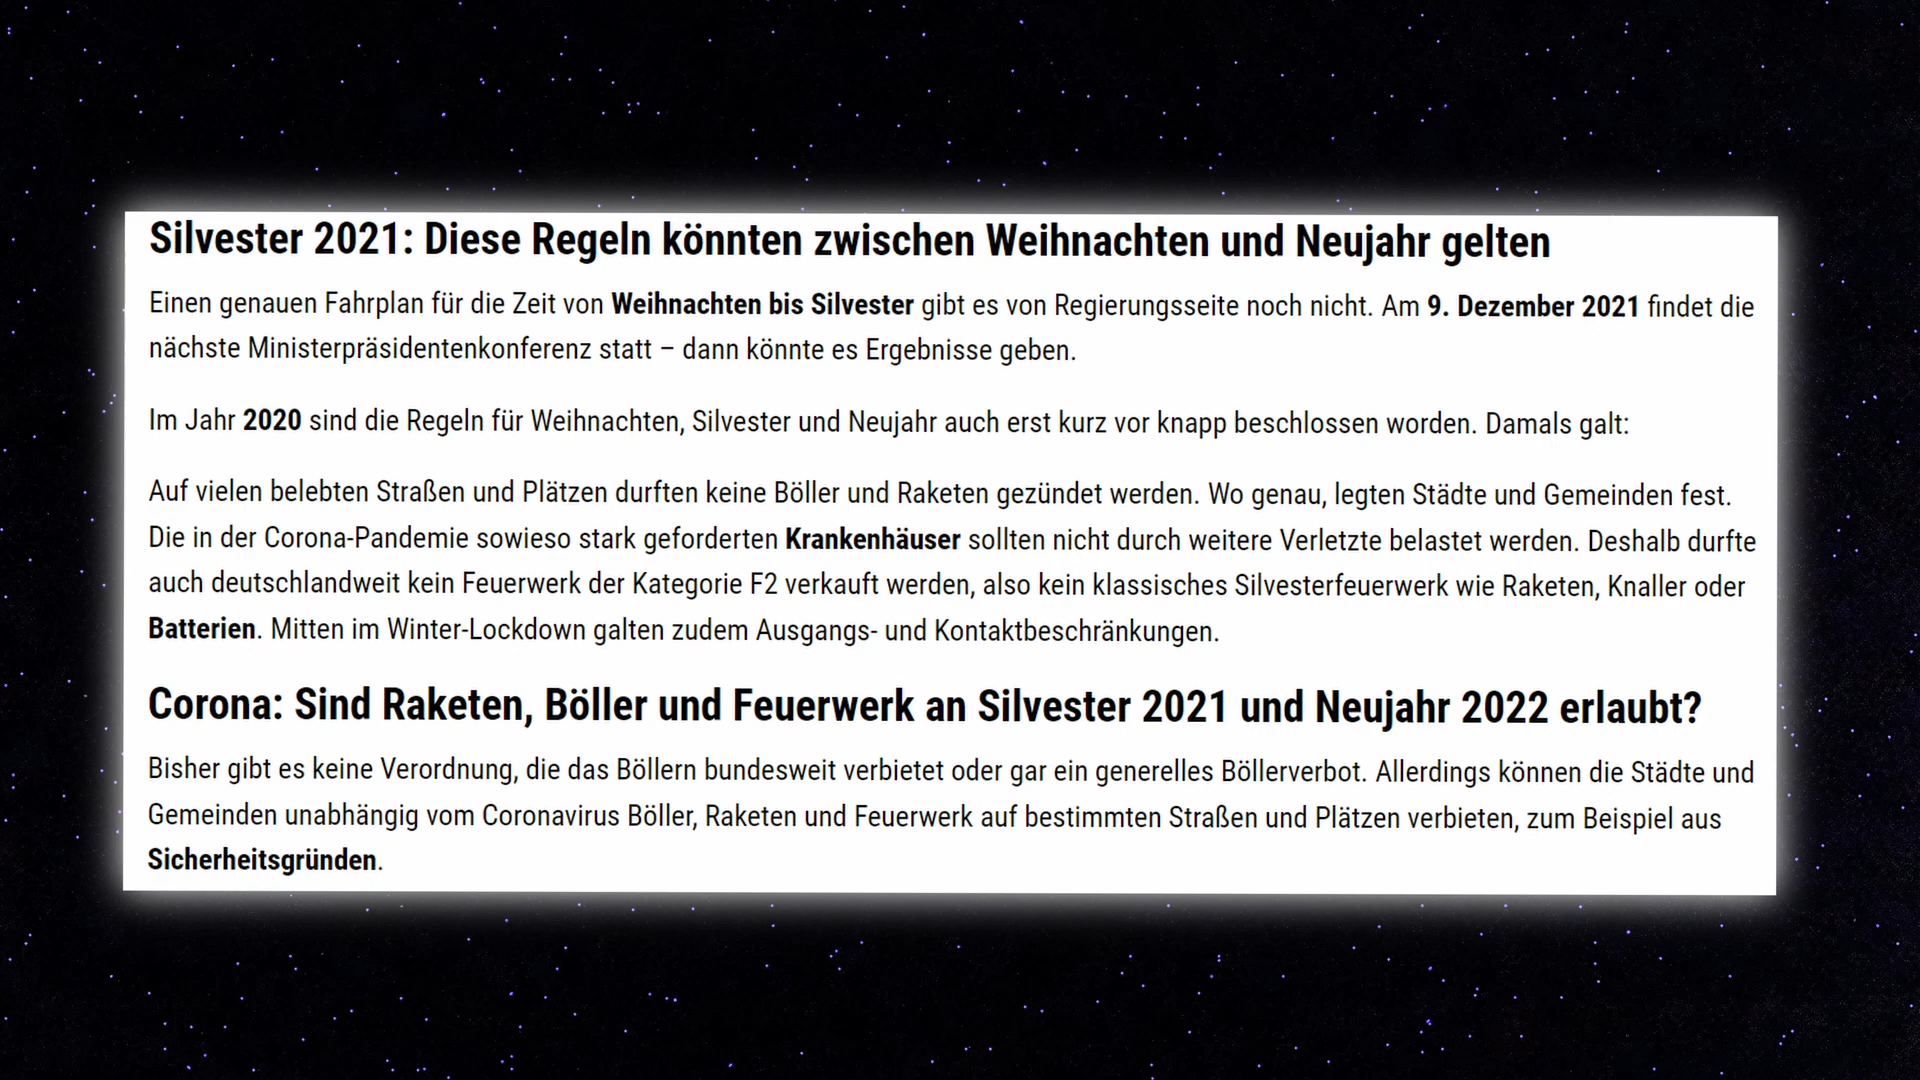 Silvester 2021: Diese Regeln könnten zwischen Weihnachten und Neujahr gelten
Einen genauen Fahrplan für die Zeit von Weihnachten bis Silvester gibt es von Regierungsseite noch nicht. Am 9. Dezember 2021 findet die
nächste Ministerpräsidentenkonferenz statt – dann könnte es Ergebnisse geben.
Im Jahr 2020 sind die Regeln für Weihnachten, Silvester und Neujahr auch erst kurz vor knapp beschlossen worden. Damals galt:
Auf vielen belebten Straßen und Plätzen durften keine Böller und Raketen gezündet werden. Wo genau, legten Städte und Gemeinden fest.
Die in der Corona-Pandemie sowieso stark geforderten Krankenhäuser sollten nicht durch weitere Verletzte belastet werden. Deshalb durfte
auch deutschlandweit kein Feuerwerk der Kategorie F2 verkauft werden, also kein klassisches Silvesterfeuerwerk wie Raketen, Knaller oder
Batterien. Mitten im Winter-Lockdown galten zudem Ausgangs- und Kontaktbeschränkungen.
Corona: Sind Raketen, Böller und Feuerwerk an Silvester 2021 und Neujahr 2022 erlaubt?
Bisher gibt es keine Verordnung, die das Böllern bundesweit verbietet oder gar ein generelles Böllerverbot. Allerdings können die Städte und
Gemeinden unabhängig vom Coronavirus Böller, Raketen und Feuerwerk auf bestimmten Straßen und Plätzen verbieten, zum Beispiel aus
Sicherheitsgründen.